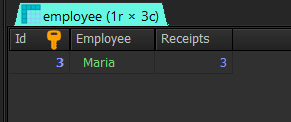 employee (1r × 3c)
Id Employee Receipts
3 Maria 3